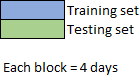 Training set
Testing set
Each block = 4 days